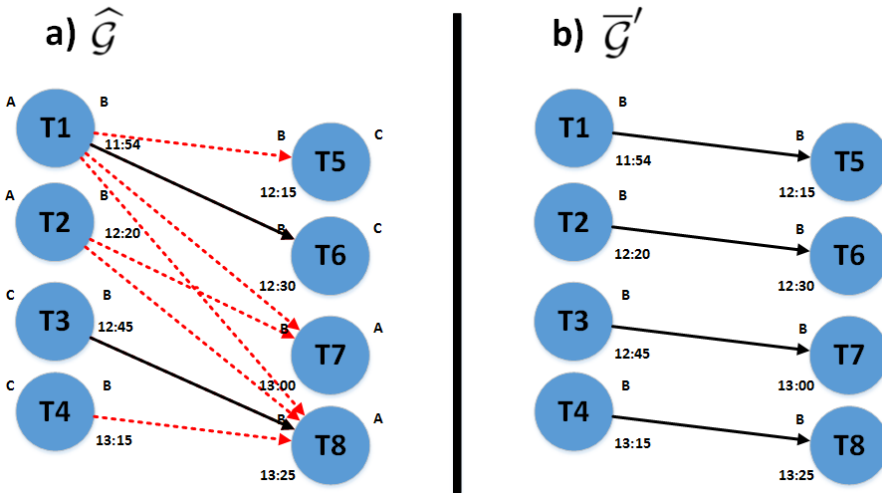 a) Ĝ
b) G̅′
A T1 B
11:54
B T5 C
12:15
A T2 B
12:20
B T6 C
12:30
C T3 B
12:45
B T7 A
13:00
C T4 B
13:15
B T8 A
13:25
T1 B
11:54
B T5
12:15
T2 B
12:20
B T6
12:30
T3 B
12:45
B T7
13:00
T4 B
13:15
B T8
13:25